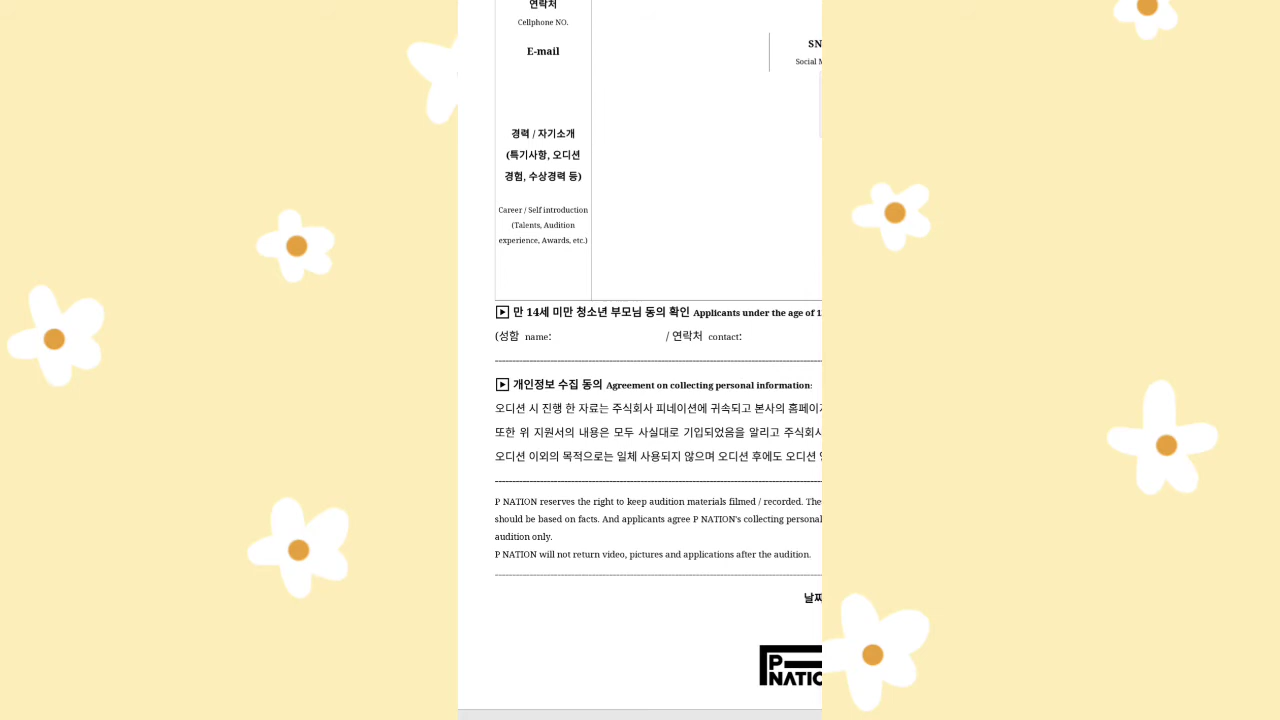 연락처
Cellphone NO.
E-mail
SN
Social M
경력 / 자기소개
(특기사항, 오디션
경험, 수상경력 등)
Career / Self introduction
(Talents, Audition
experience, Awards, etc.)
만 14세 미만 청소년 부모님 동의 확인 Applicants under the age of 1
(성함 name: / 연락처 contact:
개인정보 수집 동의 Agreement on collecting personal information:
오디션 시 진행 한 자료는 주식회사 피네이션에 귀속되고 본사의 홈페이지
또한 위 지원서의 내용은 모두 사실대로 기입되었음을 알리고 주식회사
오디션 이외의 목적으로는 일체 사용되지 않으며 오디션 후에도 오디션
P NATION reserves the right to keep audition materials filmed / recorded. The
should be based on facts. And applicants agree P NATION's collecting personal
audition only.
P NATION will not return video, pictures and applications after the audition.
날짜
P
NATIO